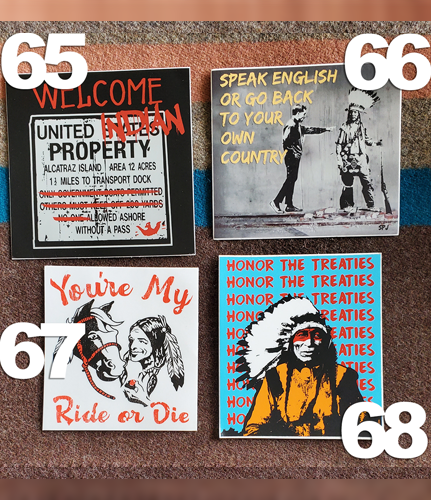 65
WELCOME
INDIAN
UNITED
PROPERTY
ALCATRAZ ISLAND AREA 12 ACRES
1½ MILES TO TRANSPORT DOCK
ONLY GOVERNMENT BOATS PERMITTED
OTHERS MUST KEEP OFF 200 YARDS
NO ONE ALLOWED ASHORE
WITHOUT A PASS
66
SPEAK ENGLISH
OR GO BACK
TO YOUR
OWN
COUNTRY
SPJ
67
You're My
Ride or Die
68
HONOR THE TREATIES
HONOR THE TREATIES
HONOR THE TREATIES